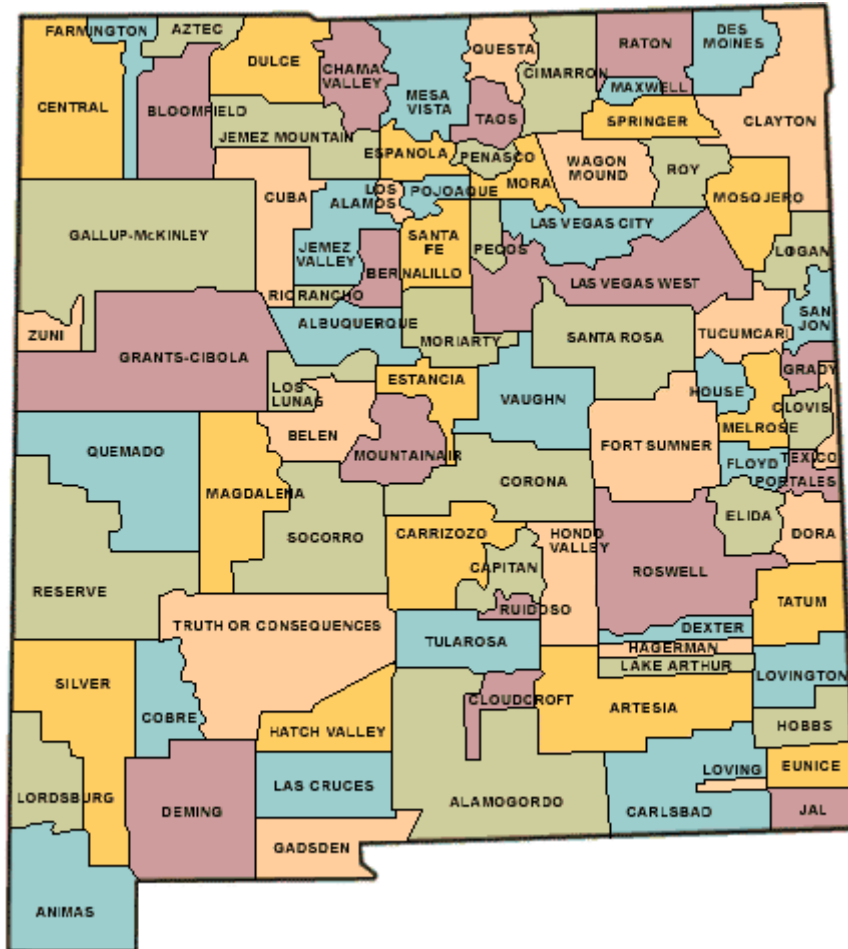 FARMINGTON
AZTEC
DULCE
CHAMA
VALLEY
MESA
VISTA
QUESTA
CIMARRON
RATON
DES
MOINES
CENTRAL
BLOOMFIELD
MAXWELL
TAOS
SPRINGER
CLAYTON
JEMEZ MOUNTAIN
ESPANOLA
PENASCO
WAGON
MOUND
ROY
CUBA
LOS
ALAMOS
POJOAQUE
MORA
MOSQJERO
GALLUP-McKINLEY
JEMEZ
VALLEY
SANTA
FE
PECOS
LAS VEGAS CITY
LOGAN
BERNALILLO
LAS VEGAS WEST
RIO RANCHO
ZUNI
ALBUQUERQUE
MORIARTY
SANTA ROSA
TUCUMCARI
SAN
JON
GRANTS-CIBOLA
GRADY
LOS
LUNAS
ESTANCIA
VAUGHN
HOUSE
CLOVIS
BELEN
MELROSE
QUEMADO
MOUNTAINAIR
FORT SUMNER
FLOYD
TEXICO
PORTALES
MAGDALENA
CORONA
ELIDA
SOCORRO
CARRIZOZO
HONDO
VALLEY
DORA
CAPITAN
ROSWELL
RESERVE
RUIDOSO
TATUM
TRUTH OR CONSEQUENCES
TULAROSA
DEXTER
HAGERMAN
LAKE ARTHUR
LOVINGTON
SILVER
CLOUDCROFT
ARTESIA
COBRE
HATCH VALLEY
HOBBS
LORDSBURG
LAS CRUCES
LOVING
EUNICE
DEMING
ALAMOGORDO
CARLSBAD
JAL
GADSDEN
ANIMAS